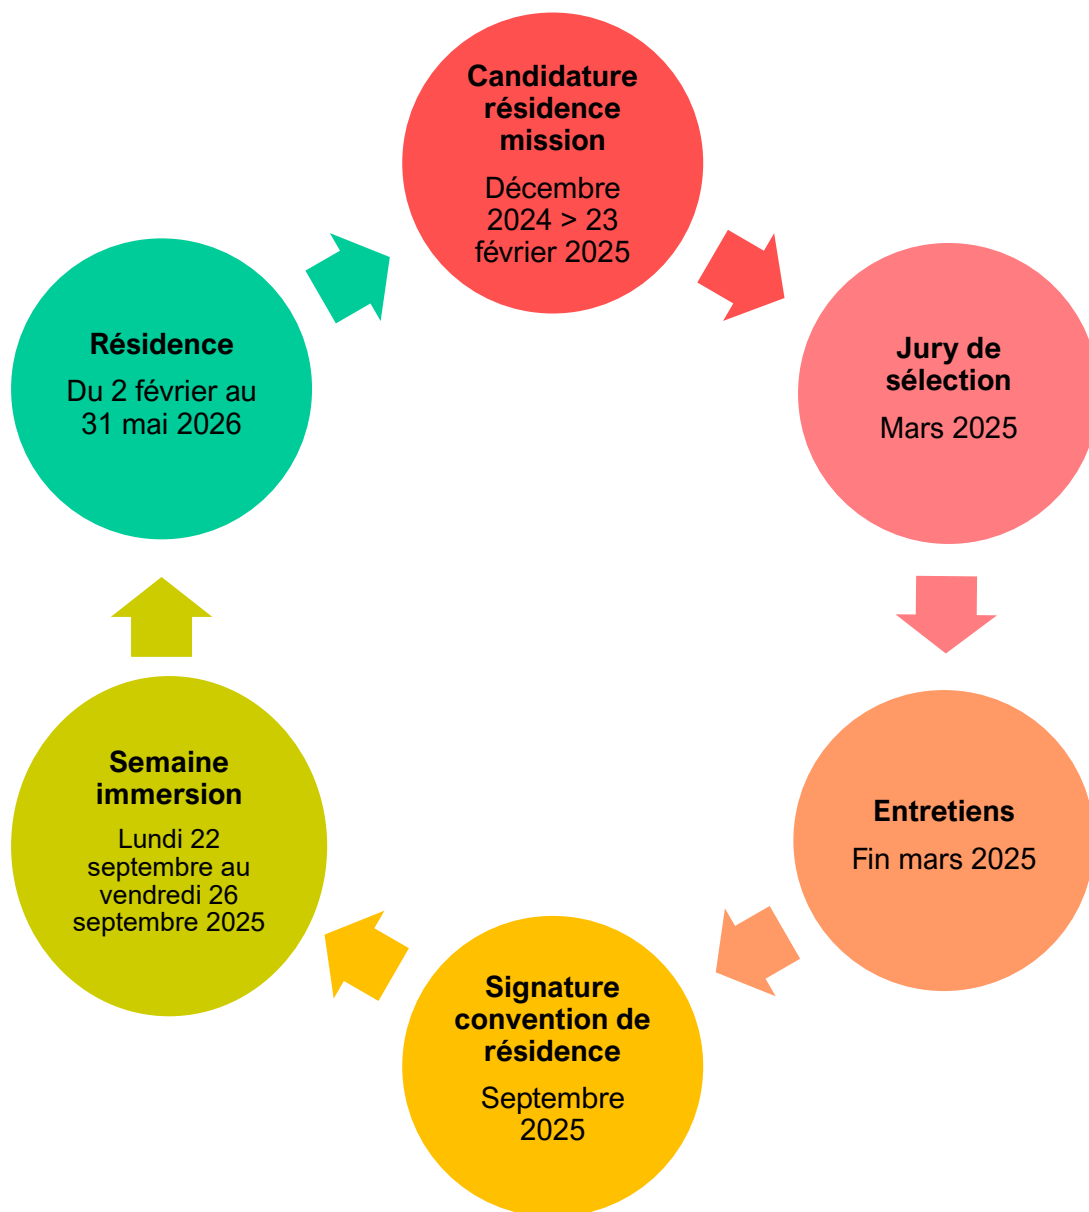 Candidature
résidence
mission
Décembre
2024 > 23
février 2025
Jury de
sélection
Mars 2025
Entretiens
Fin mars 2025
Signature
convention de
résidence
Septembre
2025
Semaine
immersion
Lundi 22
septembre au
vendredi 26
septembre 2025
Résidence
Du 2 février au
31 mai 2026